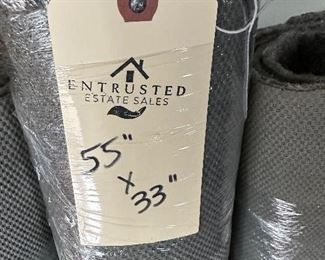 ENTRUSTED
ESTATE SALES
55"
x
33"